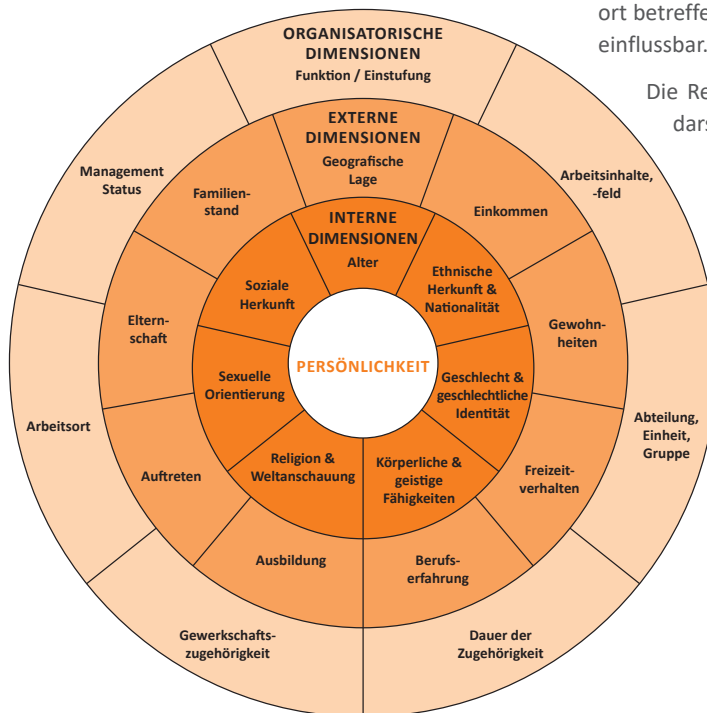 ort betreffe
einflussbar.
Die Re
dars
ORGANISATORISCHE
DIMENSIONEN
Funktion / Einstufung
Arbeitsinhalte,
-feld
Abteilung,
Einheit,
Gruppe
Dauer der
Zugehörigkeit
Gewerkschafts-
zugehörigkeit
Arbeitsort
Management
Status
EXTERNE
DIMENSIONEN
Geografische
Lage
Einkommen
Gewohn-
heiten
Freizeit-
verhalten
Berufs-
erfahrung
Ausbildung
Auftreten
Eltern-
schaft
Familien-
stand
INTERNE
DIMENSIONEN
Alter
Ethnische
Herkunft &
Nationalität
Geschlecht &
geschlechtliche
Identität
Körperliche &
geistige
Fähigkeiten
Religion &
Weltanschauung
Sexuelle
Orientierung
Soziale
Herkunft
PERSÖNLICHKEIT